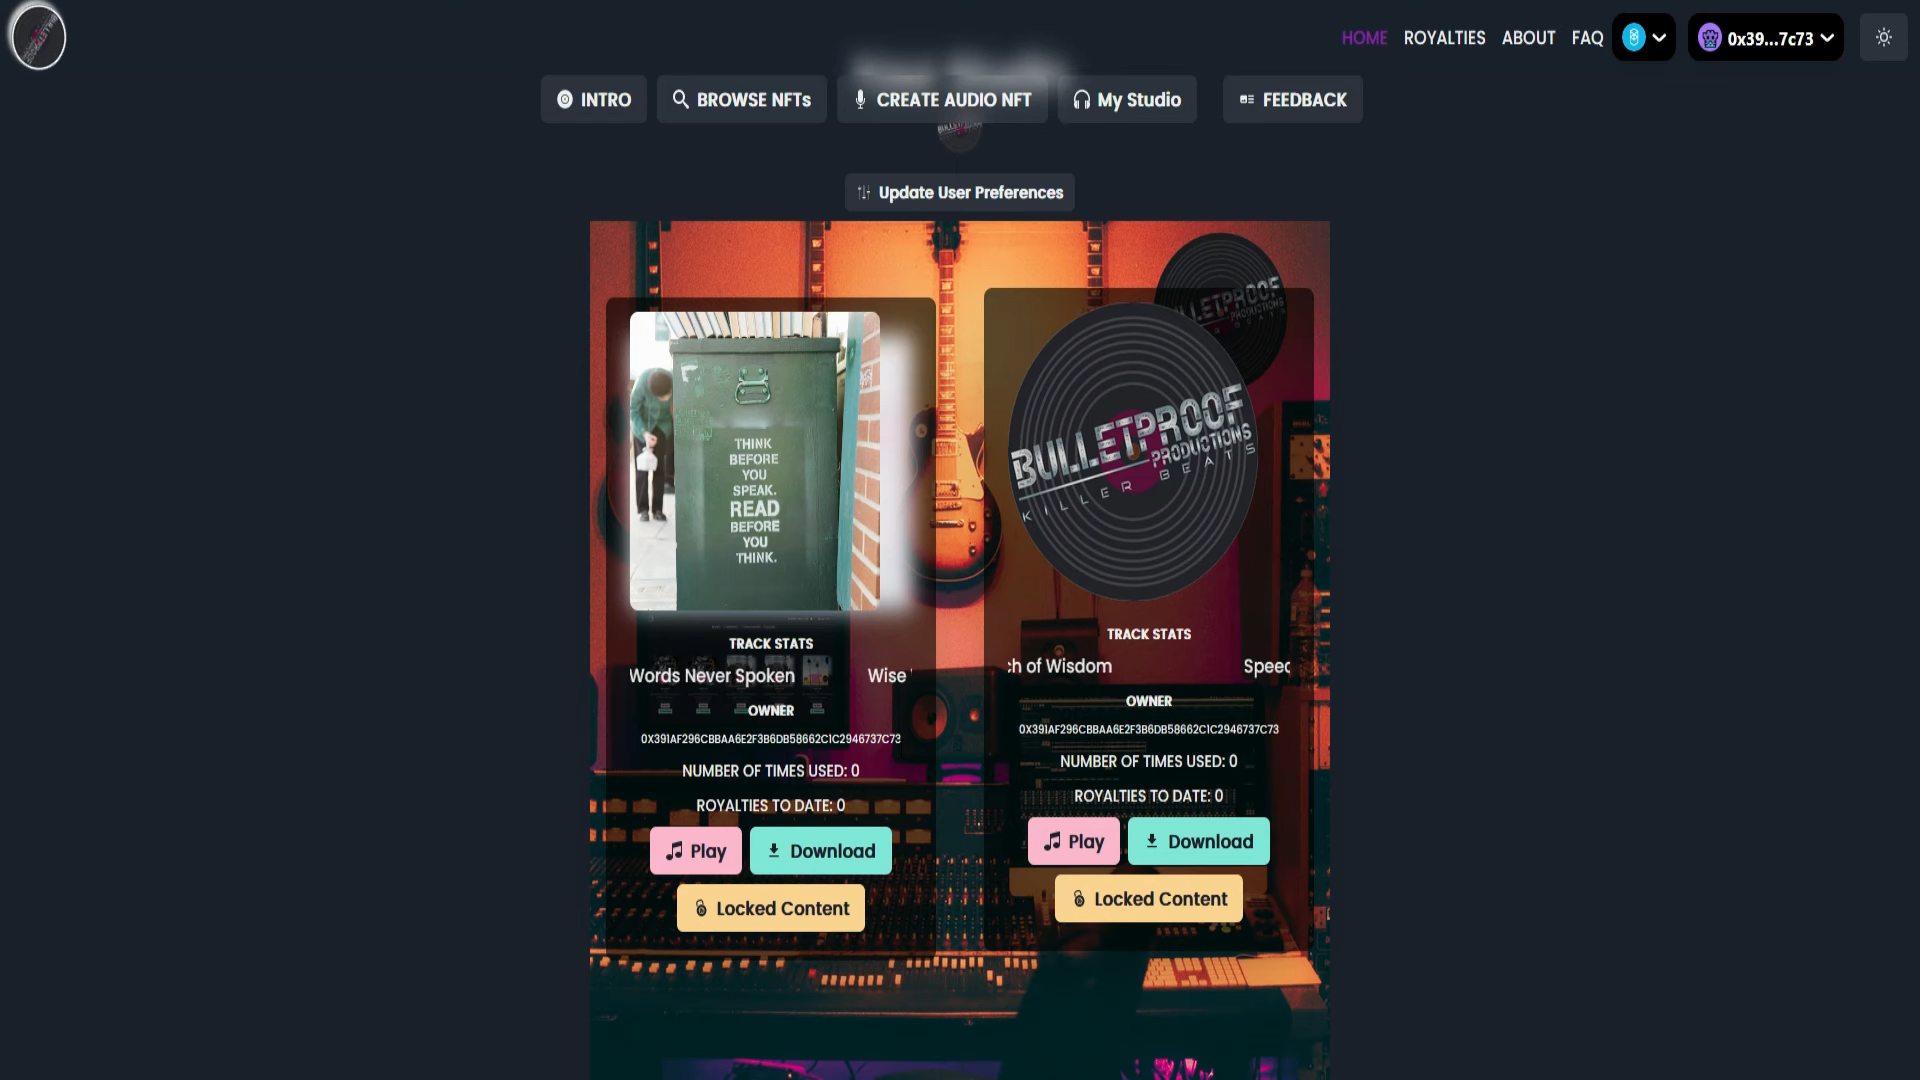 HOME ROYALTIES ABOUT FAQ 0x39...7c73
INTRO BROWSE NFTs CREATE AUDIO NFT My Studio FEEDBACK
Update User Preferences
THINK
BEFORE
YOU
SPEAK.
READ
BEFORE
YOU
THINK.
TRACK STATS
Words Never Spoken Wise
OWNER
0X391AF296CBBAA6E2F3B6DB58662C1C2946737C73
NUMBER OF TIMES USED: 0
ROYALTIES TO DATE: 0
Play Download
Locked Content
BULLETPROOF
PRODUCTIONS
KILLER BEATS
TRACK STATS
ch of Wisdom Speec
OWNER
0X391AF296CBBAA6E2F3B6DB58662C1C2946737C73
NUMBER OF TIMES USED: 0
ROYALTIES TO DATE: 0
Play Download
Locked Content